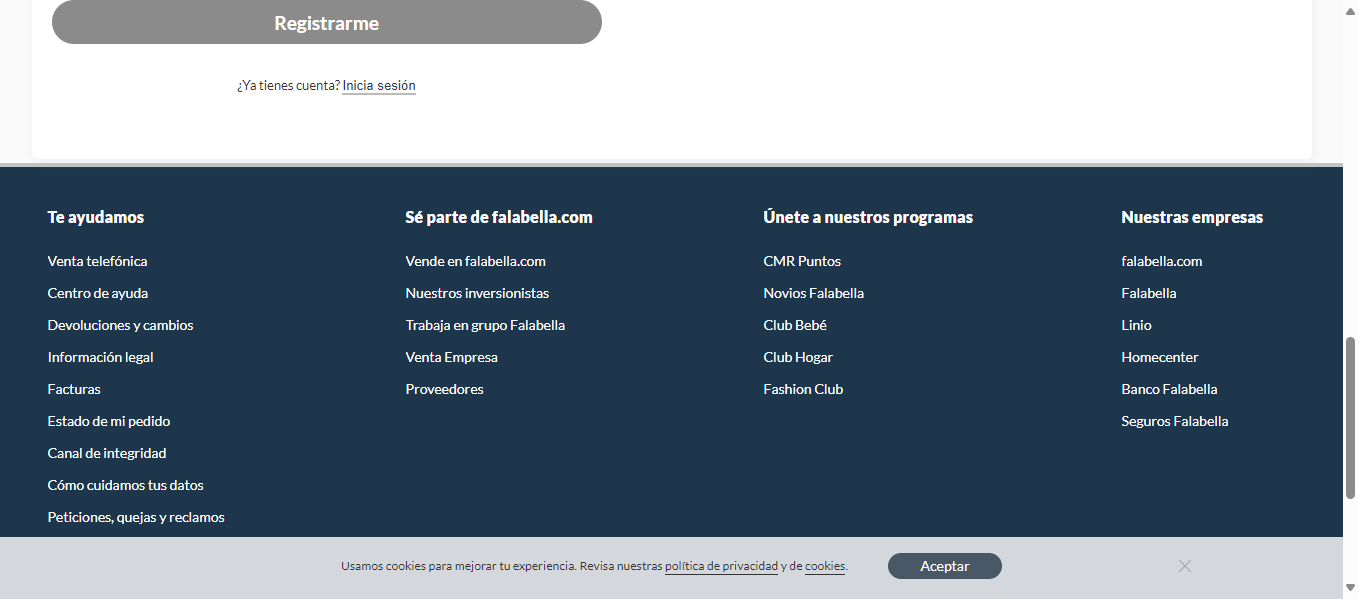 Registrarme
¿Ya tienes cuenta? Inicia sesión
Te ayudamos
Venta telefónica
Centro de ayuda
Devoluciones y cambios
Información legal
Facturas
Estado de mi pedido
Canal de integridad
Cómo cuidamos tus datos
Peticiones, quejas y reclamos
Sé parte de falabella.com
Vende en falabella.com
Nuestros inversionistas
Trabaja en grupo Falabella
Venta Empresa
Proveedores
Únete a nuestros programas
CMR Puntos
Novios Falabella
Club Bebé
Club Hogar
Fashion Club
Nuestras empresas
falabella.com
Falabella
Linio
Homecenter
Banco Falabella
Seguros Falabella
Usamos cookies para mejorar tu experiencia. Revisa nuestras política de privacidad y de cookies.
Aceptar